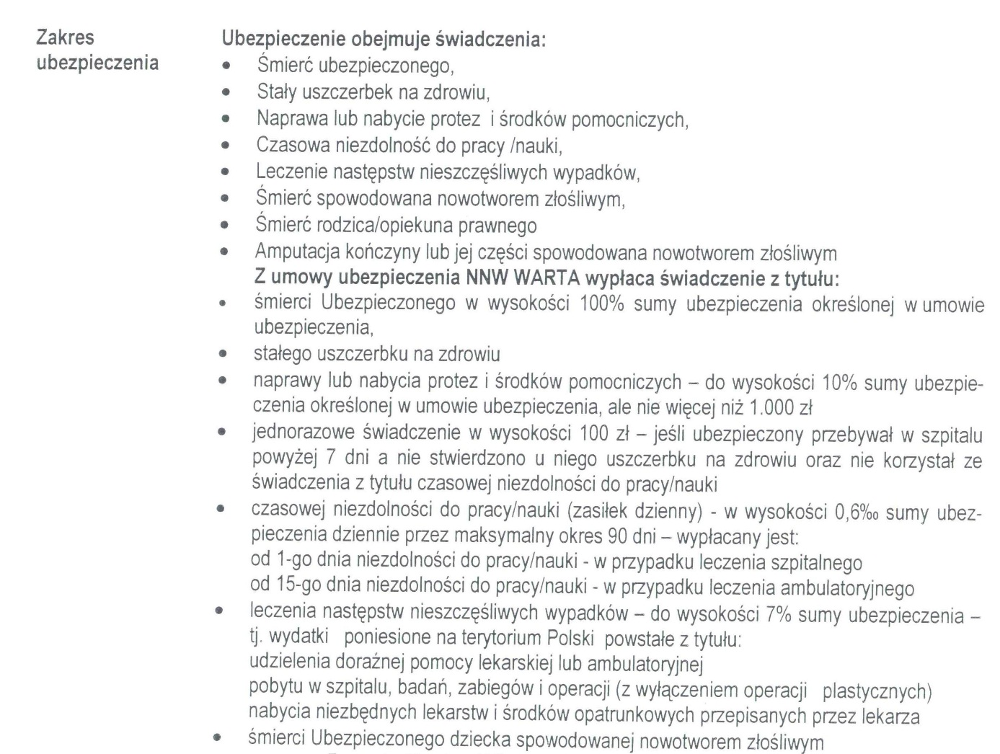 Zakres
ubezpieczenia
Ubezpieczenie obejmuje świadczenia:
• Śmierć ubezpieczonego,
• Stały uszczerbek na zdrowiu,
• Naprawa lub nabycie protez i środków pomocniczych,
• Czasowa niezdolność do pracy /nauki,
• Leczenie następstw nieszczęśliwych wypadków,
• Śmierć spowodowana nowotworem złośliwym,
• Śmierć rodzica/opiekuna prawnego
• Amputacja kończyny lub jej części spowodowana nowotworem złośliwym
Z umowy ubezpieczenia NNW WARTA wypłaca świadczenie z tytułu:
• śmierci Ubezpieczonego w wysokości 100% sumy ubezpieczenia określonej w umowie
ubezpieczenia,
• stałego uszczerbku na zdrowiu
• naprawy lub nabycia protez i środków pomocniczych – do wysokości 10% sumy ubezpie-
czenia określonej w umowie ubezpieczenia, ale nie więcej niż 1.000 zł
• jednorazowe świadczenie w wysokości 100 zł – jeśli ubezpieczony przebywał w szpitalu
powyżej 7 dni a nie stwierdzono u niego uszczerbku na zdrowiu oraz nie korzystał ze
świadczenia z tytułu czasowej niezdolności do pracy/nauki
• czasowej niezdolności do pracy/nauki (zasiłek dzienny) - w wysokości 0,6‰ sumy ubez-
pieczenia dziennie przez maksymalny okres 90 dni – wypłacany jest:
od 1-go dnia niezdolności do pracy/nauki - w przypadku leczenia szpitalnego
od 15-go dnia niezdolności do pracy/nauki - w przypadku leczenia ambulatoryjnego
• leczenia następstw nieszczęśliwych wypadków – do wysokości 7% sumy ubezpieczenia –
tj. wydatki poniesione na terytorium Polski powstałe z tytułu:
udzielenia doraźnej pomocy lekarskiej lub ambulatoryjnej
pobytu w szpitalu, badań, zabiegów i operacji (z wyłączeniem operacji plastycznych)
nabycia niezbędnych lekarstw i środków opatrunkowych przepisanych przez lekarza
• śmierci Ubezpieczonego dziecka spowodowanej nowotworem złośliwym